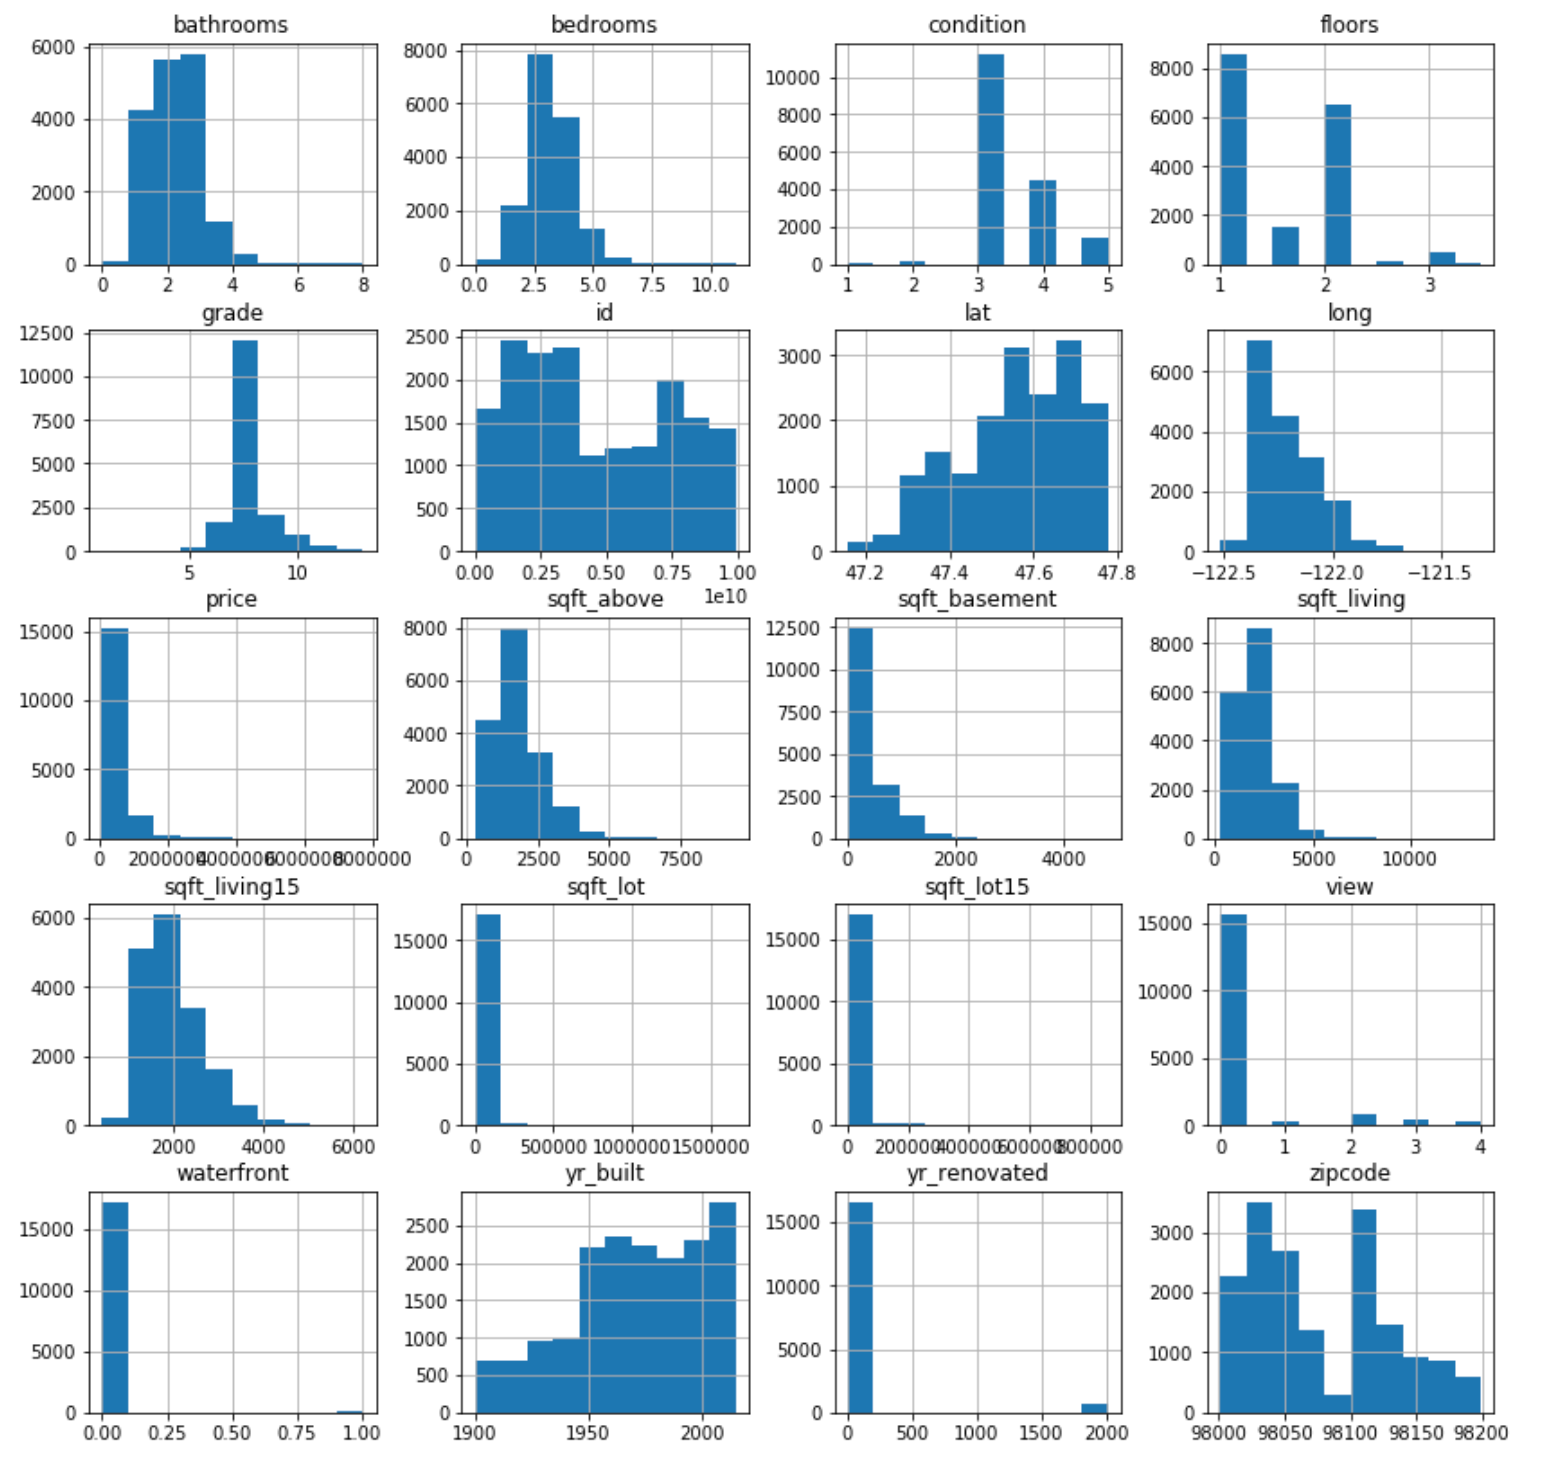 bathrooms
6000
4000
2000
0
0 2 4 6 8
bedrooms
8000
6000
4000
2000
0
0.0 2.5 5.0 7.5 10.0
condition
10000
8000
6000
4000
2000
0
1 2 3 4 5
floors
8000
6000
4000
2000
0
1 2 3
grade
12500
10000
7500
5000
2500
0
5 10
id
2500
2000
1500
1000
500
0
0.00 0.25 0.50 0.75 1.00
1e10
lat
3000
2000
1000
0
47.2 47.4 47.6 47.8
long
6000
4000
2000
0
−122.5 −122.0 −121.5
price
15000
10000
5000
0
0 2000000 4000000 6000000 8000000
sqft_above
8000
6000
4000
2000
0
0 2500 5000 7500
sqft_basement
12500
10000
7500
5000
2500
0
0 2000 4000
sqft_living
8000
6000
4000
2000
0
0 5000 10000
sqft_living15
6000
4000
2000
0
2000 4000 6000
sqft_lot
15000
10000
5000
0
0 500000 1000000 1500000
sqft_lot15
15000
10000
5000
0
0 200000 400000 600000 800000
view
15000
10000
5000
0
0 1 2 3 4
waterfront
15000
10000
5000
0
0.00 0.25 0.50 0.75 1.00
yr_built
2500
2000
1500
1000
500
0
1900 1950 2000
yr_renovated
15000
10000
5000
0
0 500 1000 1500 2000
zipcode
3000
2000
1000
0
98000 98050 98100 98150 98200